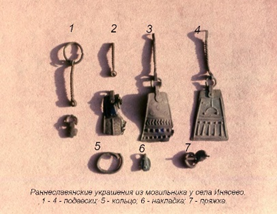 1 2 3 4
5 6 7
Раннеславянские украшения из могильника у села Инясево.
1 - 4 - подвески; 5 - кольцо; 6 - накладка; 7 - пряжка.